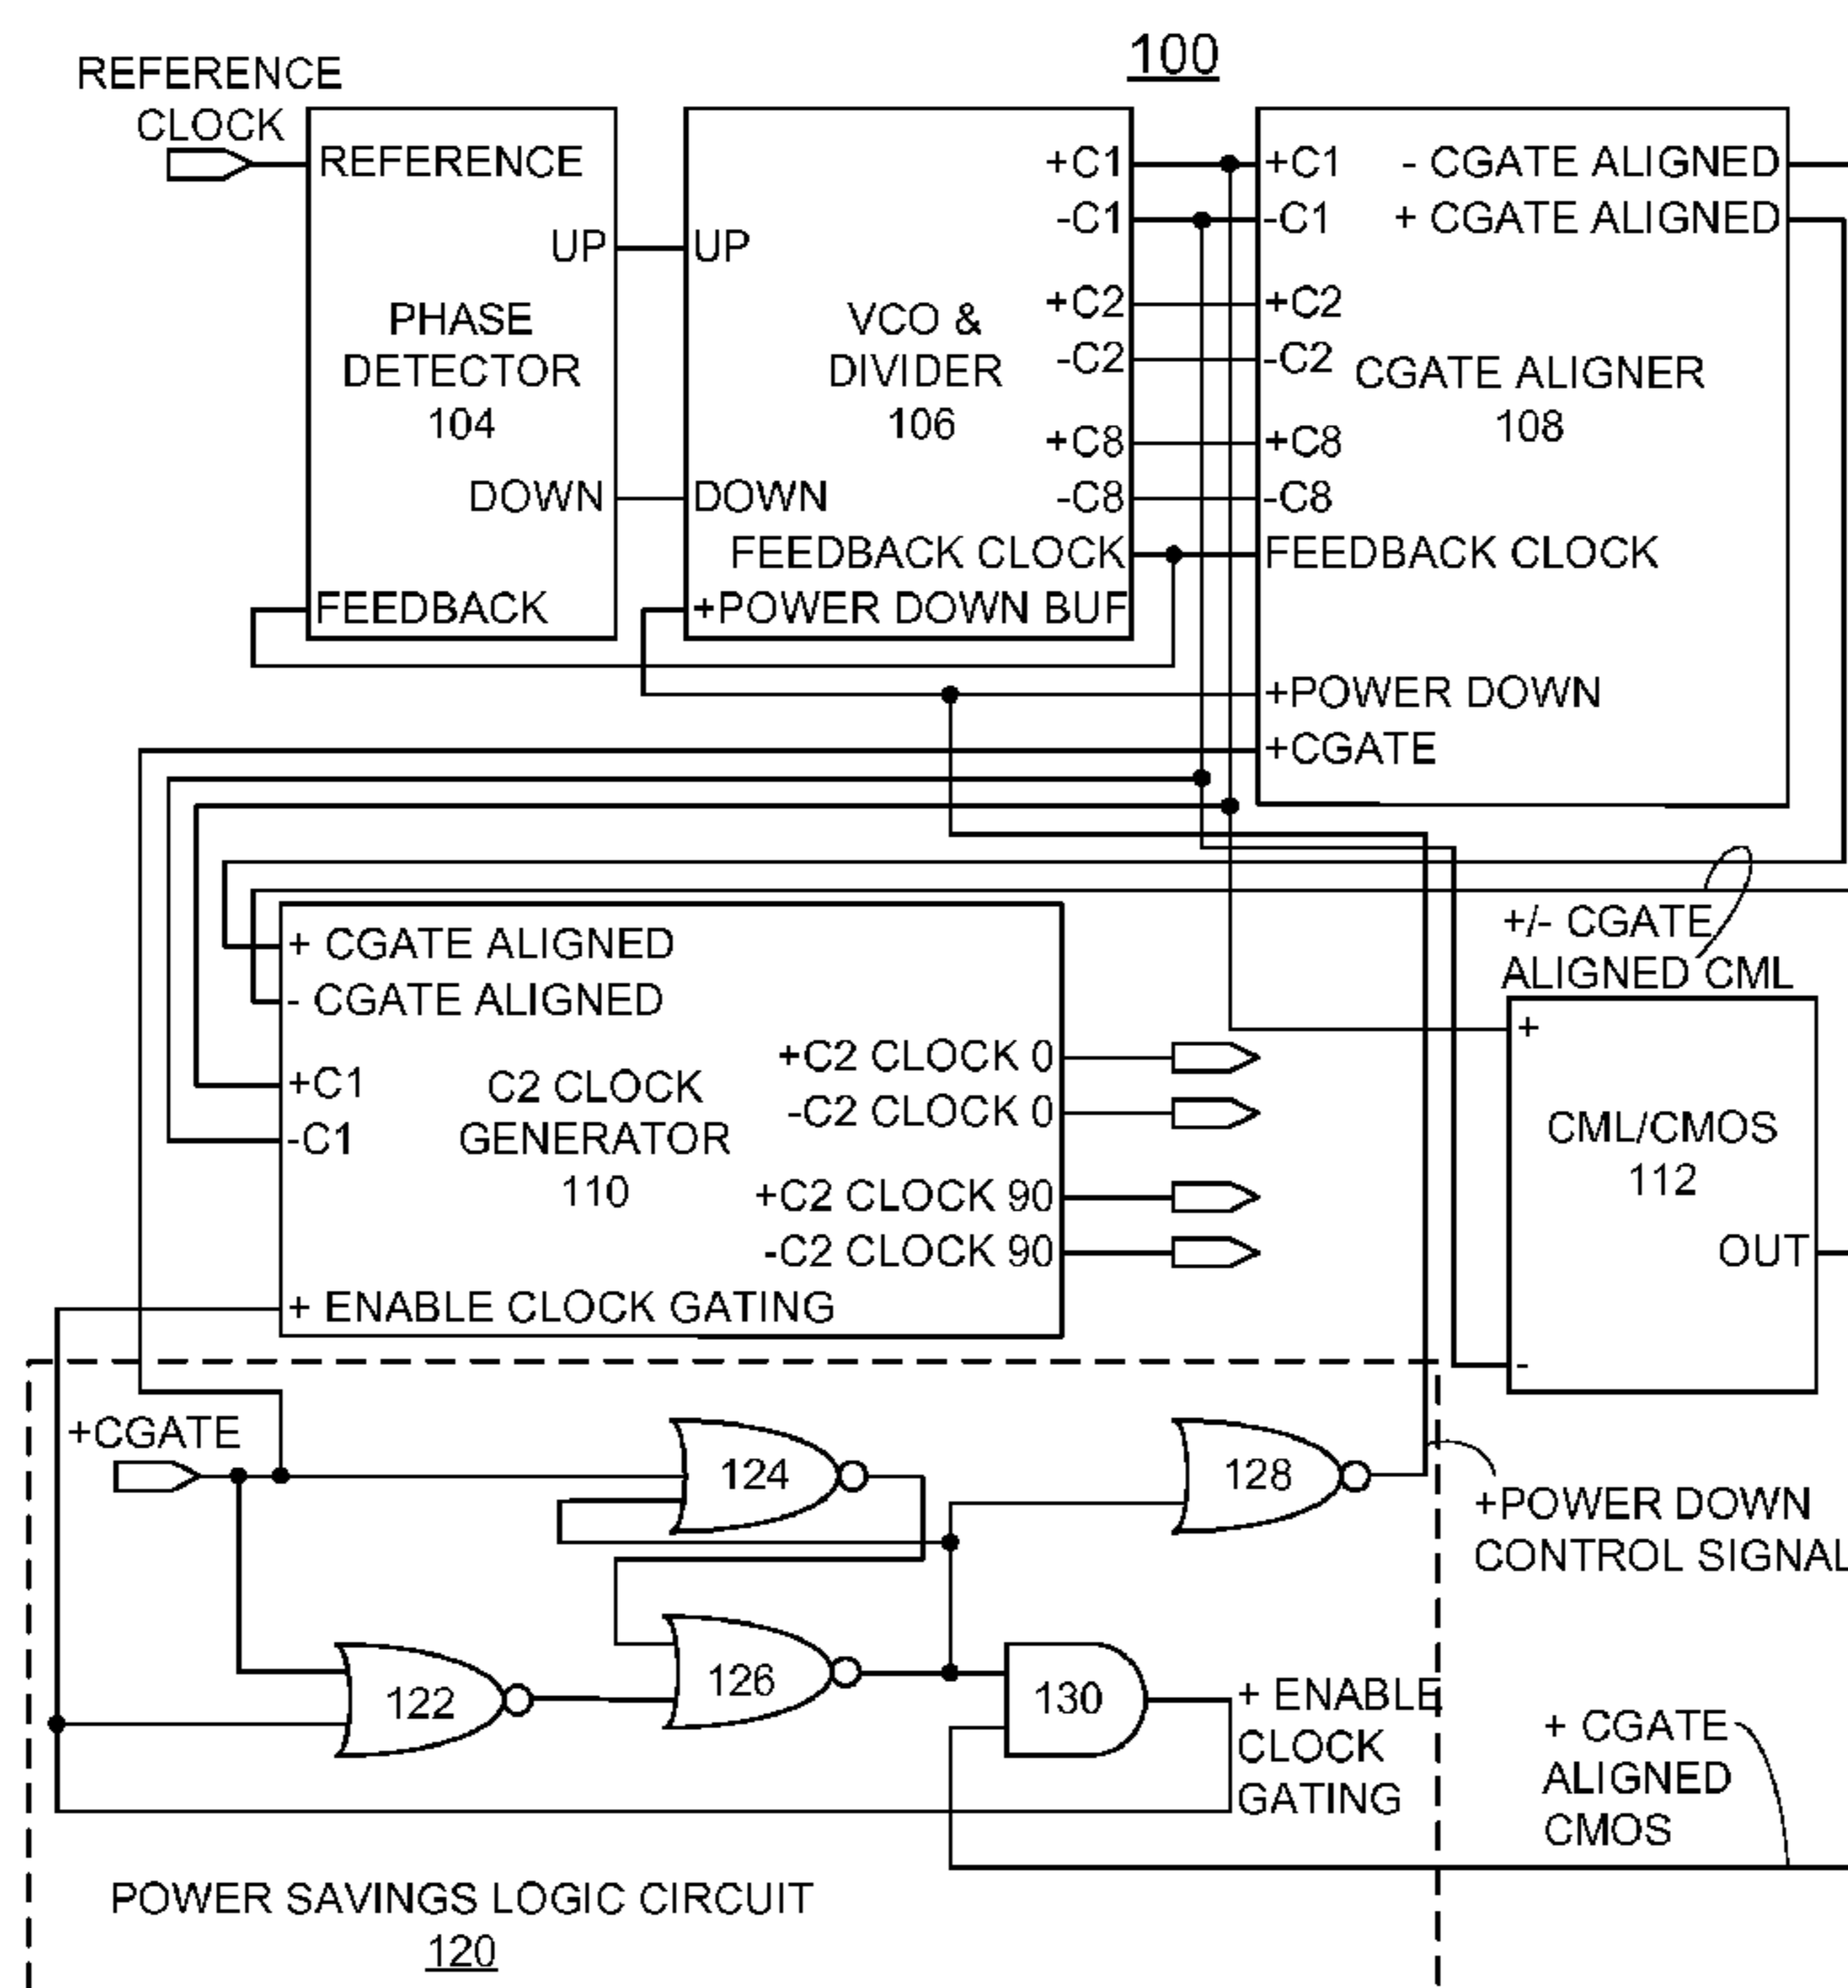 100
REFERENCE
CLOCK
REFERENCE
UP
PHASE
DETECTOR
104
DOWN
FEEDBACK
+C1
-C1
UP
+C2
-C2
VCO &
DIVIDER
106
+C8
-C8
DOWN
FEEDBACK CLOCK
+POWER DOWN BUF
+C1
- CGATE ALIGNED
-C1
+ CGATE ALIGNED
+C2
-C2
CGATE ALIGNER
108
+C8
-C8
FEEDBACK CLOCK
+POWER DOWN
+CGATE
+/- CGATE
ALIGNED CML
+ CGATE ALIGNED
- CGATE ALIGNED
+C1
-C1
C2 CLOCK
GENERATOR
110
+C2 CLOCK 0
-C2 CLOCK 0
+C2 CLOCK 90
-C2 CLOCK 90
+ ENABLE CLOCK GATING
+
CML/CMOS
112
OUT
-
+CGATE
124
128
+POWER DOWN
CONTROL SIGNAL
122
126
130
+ ENABLE
CLOCK
GATING
+ CGATE
ALIGNED
CMOS
POWER SAVINGS LOGIC CIRCUIT
120